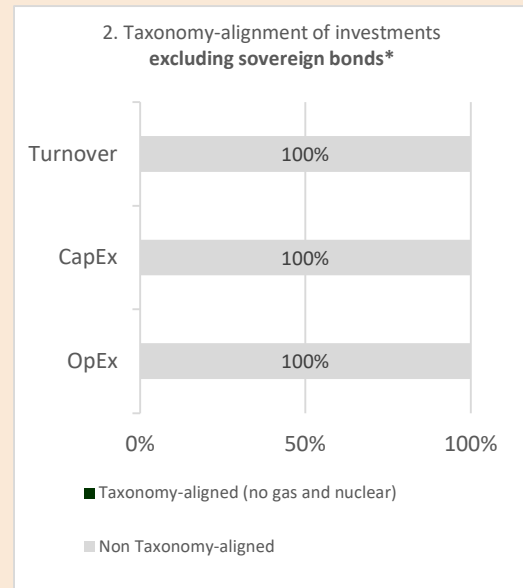 2. Taxonomy-alignment of investments
excluding sovereign bonds*
Turnover
100%
CapEx
100%
OpEx
100%
0%
50%
100%
Taxonomy-aligned (no gas and nuclear)
Non Taxonomy-aligned